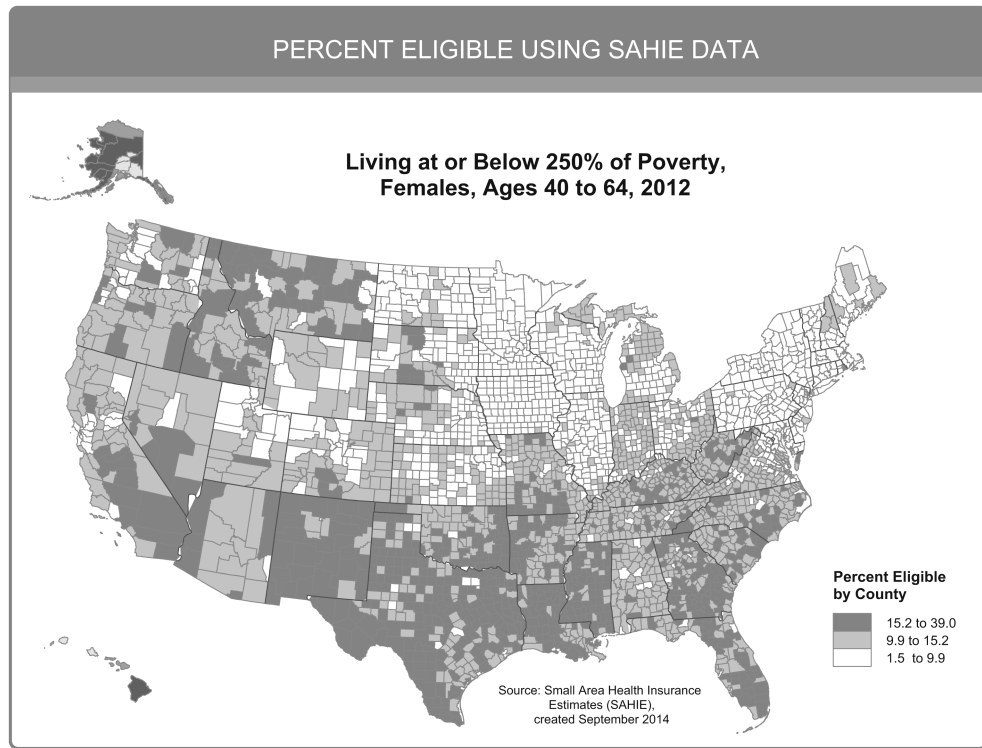 PERCENT ELIGIBLE USING SAHIE DATA
Living at or Below 250% of Poverty,
Females, Ages 40 to 64, 2012
Percent Eligible
by County
15.2 to 39.0
9.9 to 15.2
1.5 to 9.9
Source: Small Area Health Insurance
Estimates (SAHIE),
created September 2014